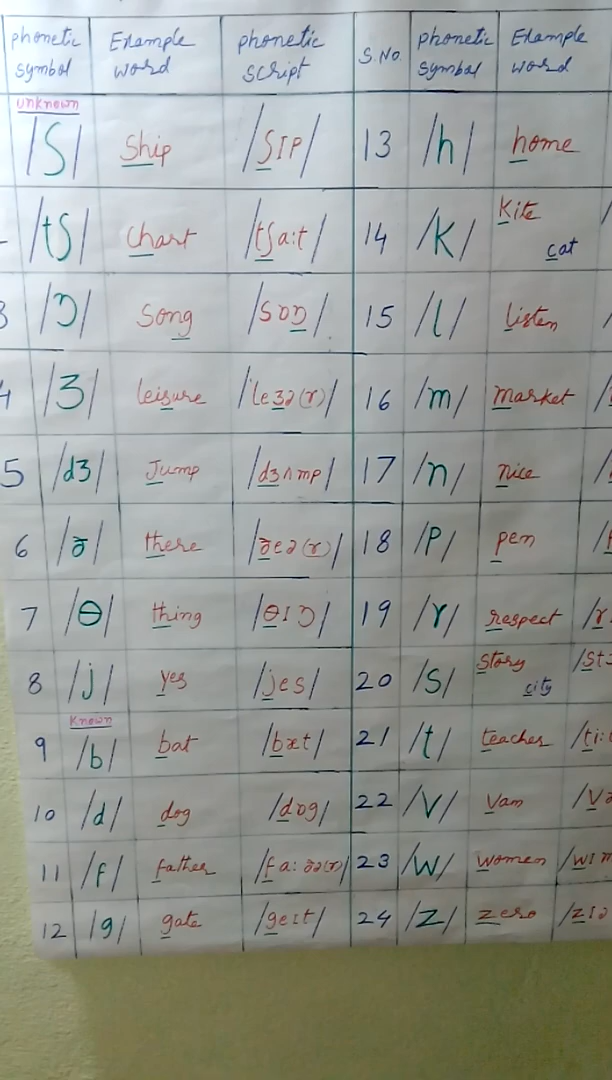 phonetic symbol Example word phonetic script S.No. phonetic symbol Example word
unknown
/ʃ/ Ship /ʃɪp/ 13 /h/ home
/tʃ/ chart /tʃa:t/ 14 /k/ Kite cat
3 /ŋ/ Song /sɒŋ/ 15 /l/ listen
4 /ʒ/ leisure /'leʒə(r)/ 16 /m/ market
5 /dʒ/ Jump /dʒʌmp/ 17 /n/ nice
6 /ð/ there /ðeə(r)/ 18 /P/ pen
7 /θ/ thing /θɪŋ/ 19 /r/ respect
8 /j/ yes /jes/ 20 /S/ Story city
Known
9 /b/ bat /bæt/ 21 /t/ teacher
10 /d/ dog /dɒg/ 22 /V/ Vam
11 /f/ father /fa:ðə(r)/ 23 /W/ women
12 /g/ gate /geɪt/ 24 /Z/ zero